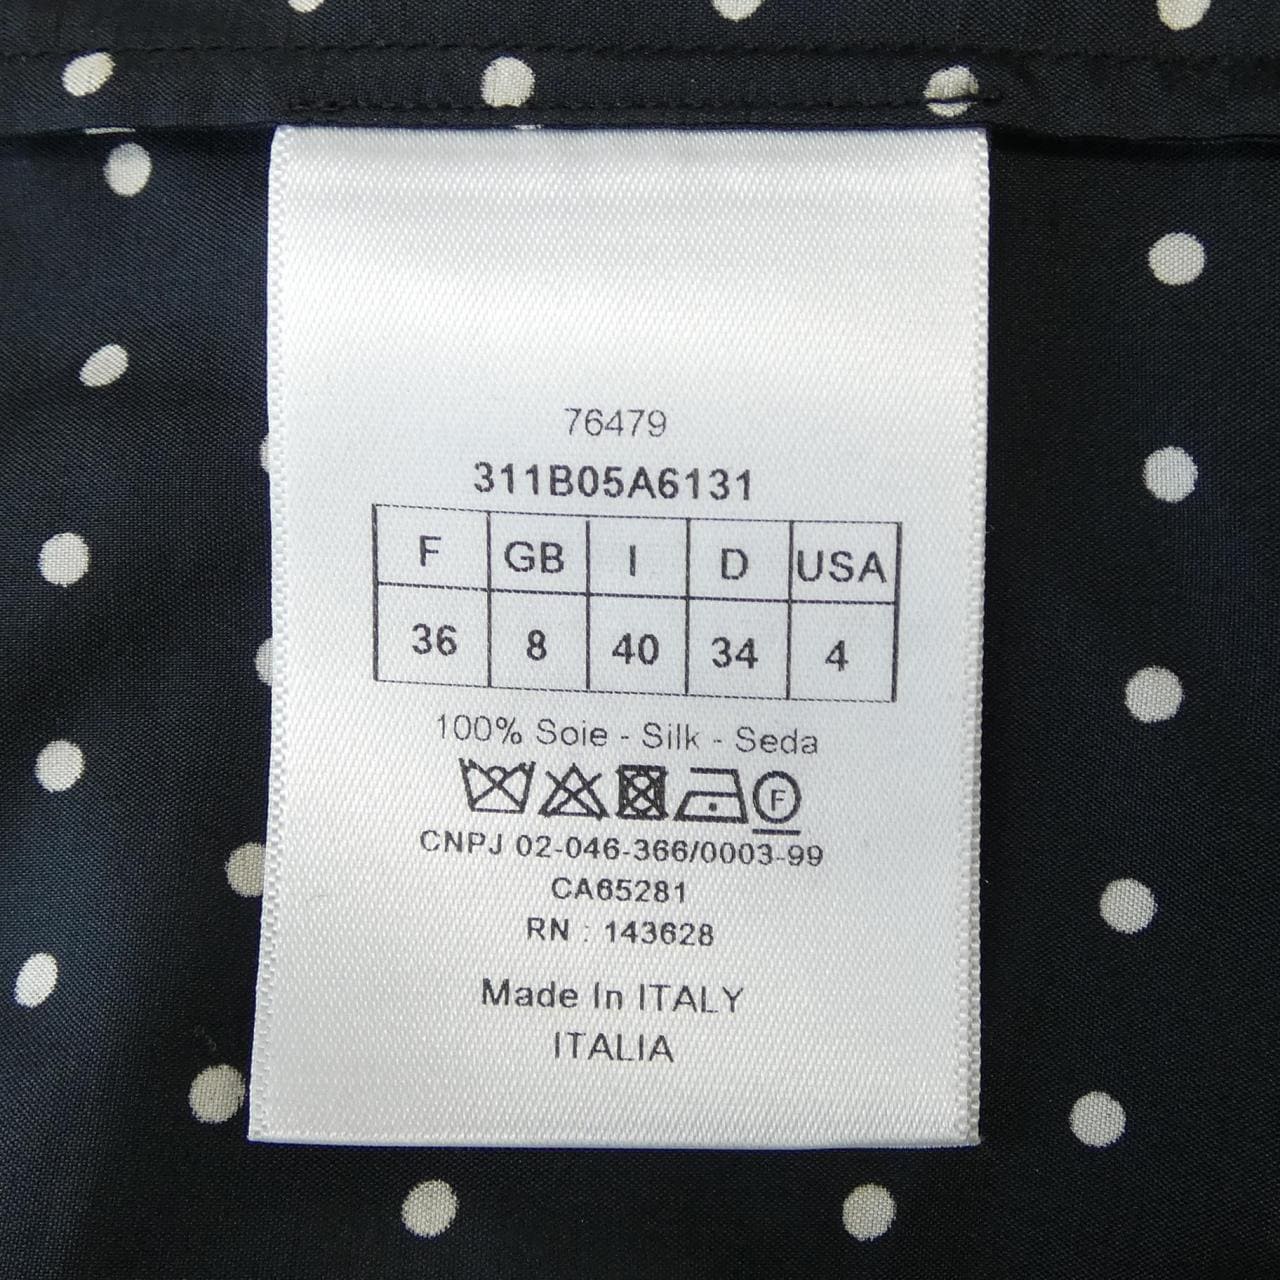 76479
311B05A6131
F GB I D USA
36 8 40 34 4
100% Soie - Silk - Seda
F
CNPJ 02-046-366/0003-99
CA65281
RN : 143628
Made In ITALY
ITALIA